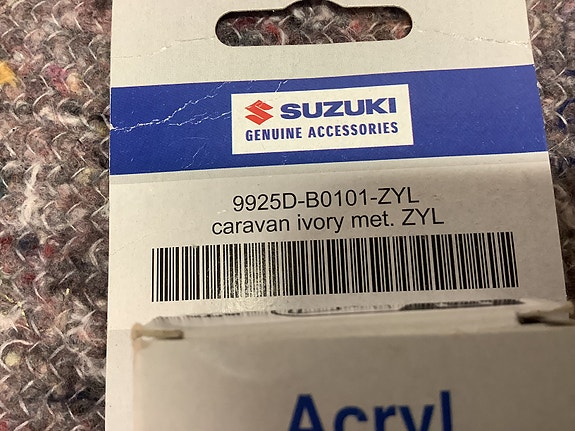 SUZUKI
GENUINE ACCESSORIES
9925D-B0101-ZYL
caravan ivory met. ZYL
Acryl